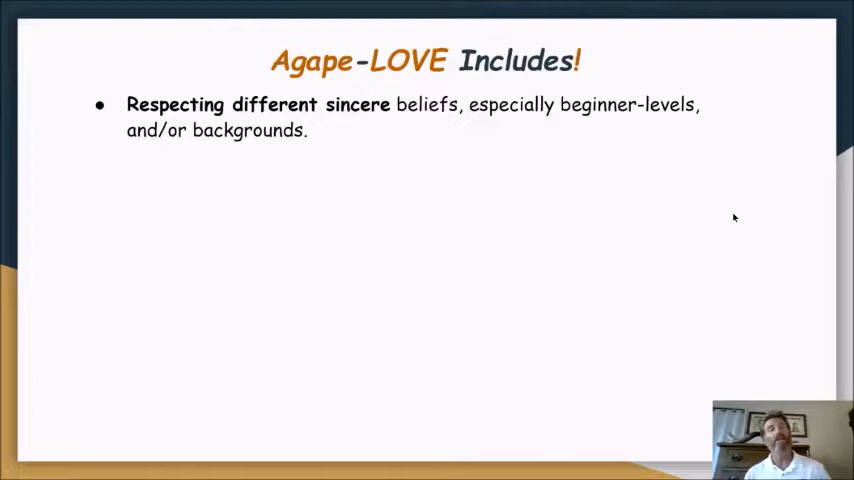 Agape-LOVE Includes!
● Respecting different sincere beliefs, especially beginner-levels,
and/or backgrounds.